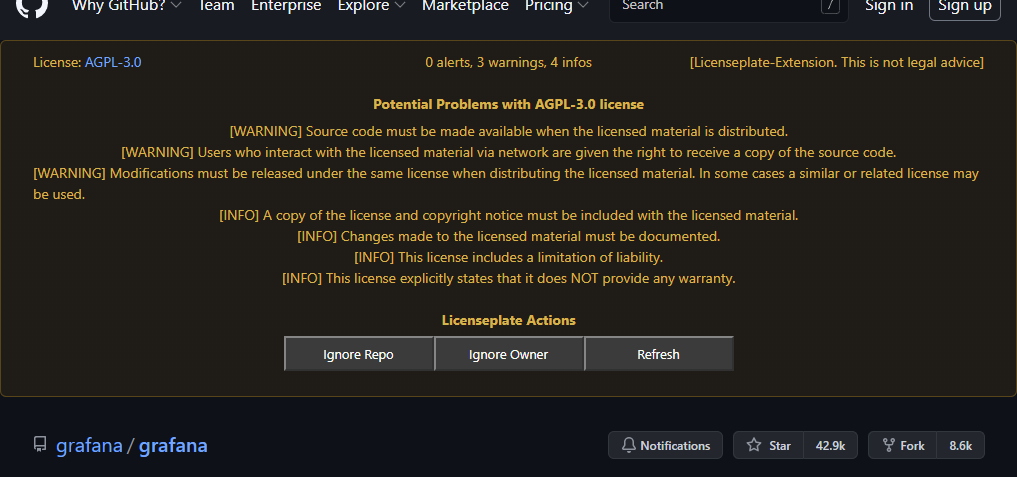 Why GitHub? Team Enterprise Explore Marketplace Pricing Search / Sign in Sign up
License: AGPL-3.0 0 alerts, 3 warnings, 4 infos [Licenseplate-Extension. This is not legal advice]
Potential Problems with AGPL-3.0 license
[WARNING] Source code must be made available when the licensed material is distributed.
[WARNING] Users who interact with the licensed material via network are given the right to receive a copy of the source code.
[WARNING] Modifications must be released under the same license when distributing the licensed material. In some cases a similar or related license may
be used.
[INFO] A copy of the license and copyright notice must be included with the licensed material.
[INFO] Changes made to the licensed material must be documented.
[INFO] This license includes a limitation of liability.
[INFO] This license explicitly states that it does NOT provide any warranty.
Licenseplate Actions
Ignore Repo Ignore Owner Refresh
grafana / grafana Notifications Star 42.9k Fork 8.6k